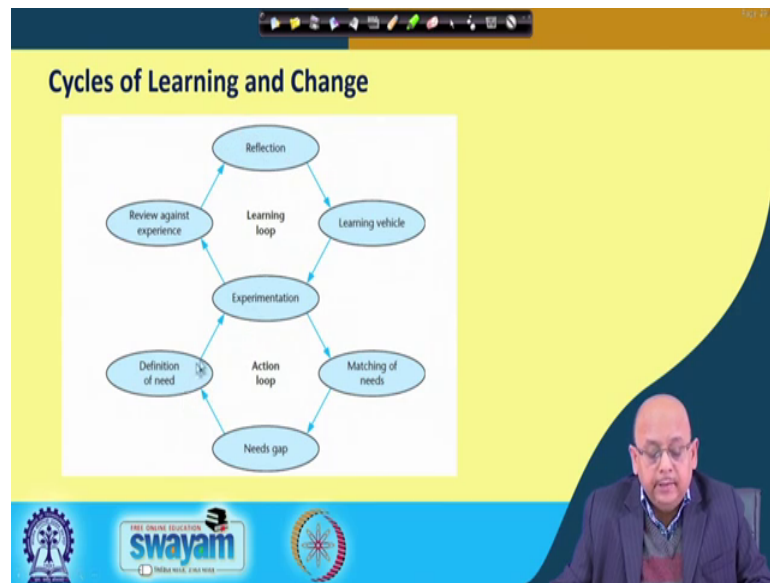 Cycles of Learning and Change
Reflection
Review against
experience
Learning
loop
Learning vehicle
Experimentation
Definition
of need
Action
loop
Matching of
needs
Needs gap
FREE ONLINE EDUCATION
swayam